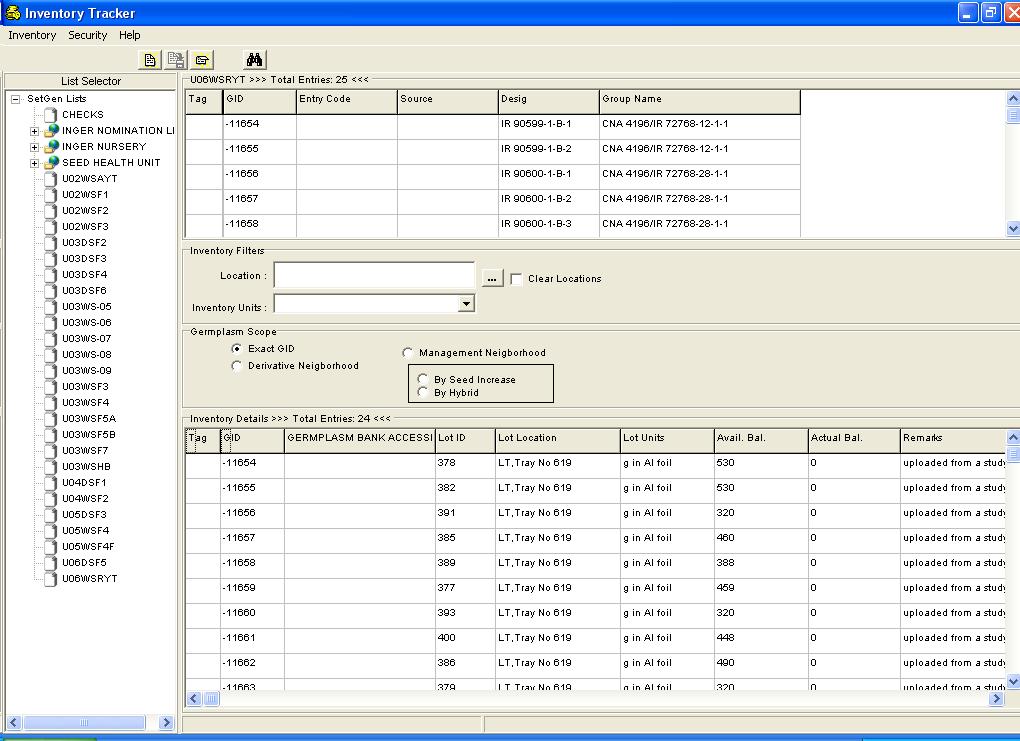 Inventory Tracker
Inventory Security Help
List Selector
SetGen Lists
CHECKS
INGER NOMINATION LI
INGER NURSERY
SEED HEALTH UNIT
U02WSAYT
U02WSF1
U02WSF2
U02WSF3
U03DSF2
U03DSF3
U03DSF4
U03DSF6
U03WS-05
U03WS-06
U03WS-07
U03WS-08
U03WS-09
U03WSF3
U03WSF4
U03WSF5A
U03WSF5B
U03WSF7
U03WSHB
U04DSF1
U04WSF2
U05DSF3
U05WSF4
U05WSF4F
U06DSF5
U06WSRYT
U06WSRYT >>> Total Entries: 25 <<<
Tag GID Entry Code Source Desig Group Name
-11654 IR 90599-1-B-1 CNA 4196/IR 72768-12-1-1
-11655 IR 90599-1-B-2 CNA 4196/IR 72768-12-1-1
-11656 IR 90600-1-B-1 CNA 4196/IR 72768-28-1-1
-11657 IR 90600-1-B-2 CNA 4196/IR 72768-28-1-1
-11658 IR 90600-1-B-3 CNA 4196/IR 72768-28-1-1
Inventory Filters
Location :
... Clear Locations
Inventory Units :
Germplasm Scope
Exact GID
Management Neigborhood
Derivative Neigborhood
By Seed Increase
By Hybrid
Inventory Details >>> Total Entries: 24 <<<
Tag GID GERMPLASM BANK ACCESSI Lot ID Lot Location Lot Units Avail. Bal. Actual Bal. Remarks
-11654 378 LT,Tray No 619 g in Al foil 530 0 uploaded from a study
-11655 382 LT,Tray No 619 g in Al foil 530 0 uploaded from a study
-11656 391 LT,Tray No 619 g in Al foil 320 0 uploaded from a study
-11657 385 LT,Tray No 619 g in Al foil 460 0 uploaded from a study
-11658 389 LT,Tray No 619 g in Al foil 388 0 uploaded from a study
-11659 377 LT,Tray No 619 g in Al foil 459 0 uploaded from a study
-11660 393 LT,Tray No 619 g in Al foil 320 0 uploaded from a study
-11661 400 LT,Tray No 619 g in Al foil 448 0 uploaded from a study
-11662 386 LT,Tray No 619 g in Al foil 490 0 uploaded from a study
-11663 379 LT,Tray No 619 g in Al foil 320 0 uploaded from a study